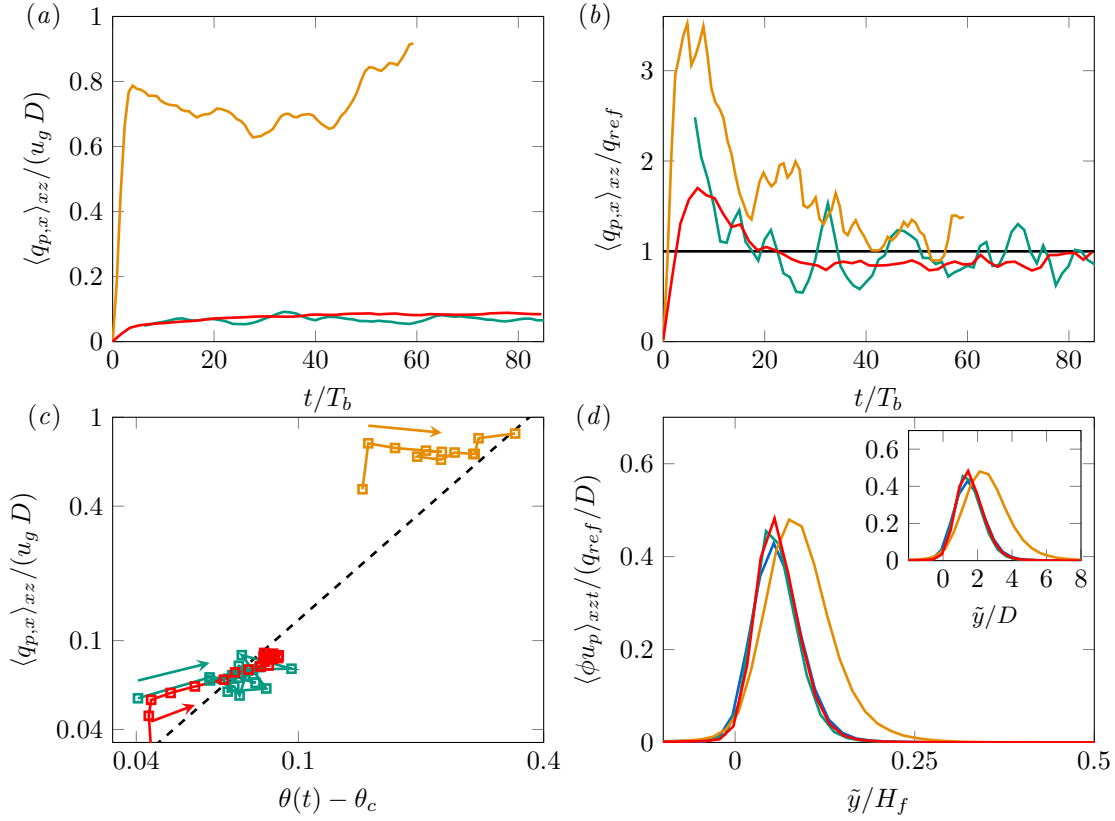 (a)
1
0.8
0.6
0.4
0.2
0
0 20 40 60 80
t/T_b
⟨q_{p,x}⟩_{xz}/(u_g D)
(b)
3
2
1
0
0 20 40 60 80
t/T_b
⟨q_{p,x}⟩_{xz}/q_{ref}
(c)
1
0.4
0.1
0.04
0.04 0.1 0.4
θ(t) − θ_c
⟨q_{p,x}⟩_{xz}/(u_g D)
(d)
0.6
0.4
0.2
0
0 0.25 0.5
ỹ/H_f
⟨ϕu_p⟩_{xzt}/(q_{ref}/D)
0.6
0.4
0.2
0
0 2 4 6 8
ỹ/D